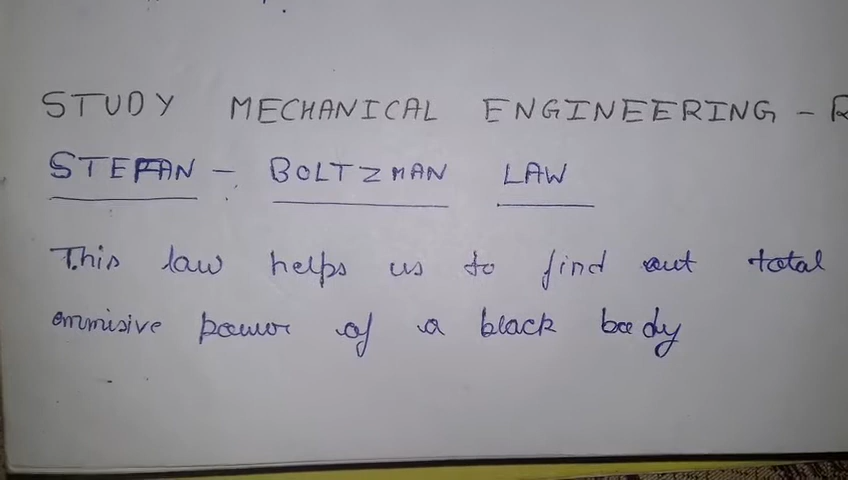 STUDY MECHANICAL ENGINEERING - R
STEFAN - BOLTZMAN LAW
This law helps us to find out total
emmisive power of a black body